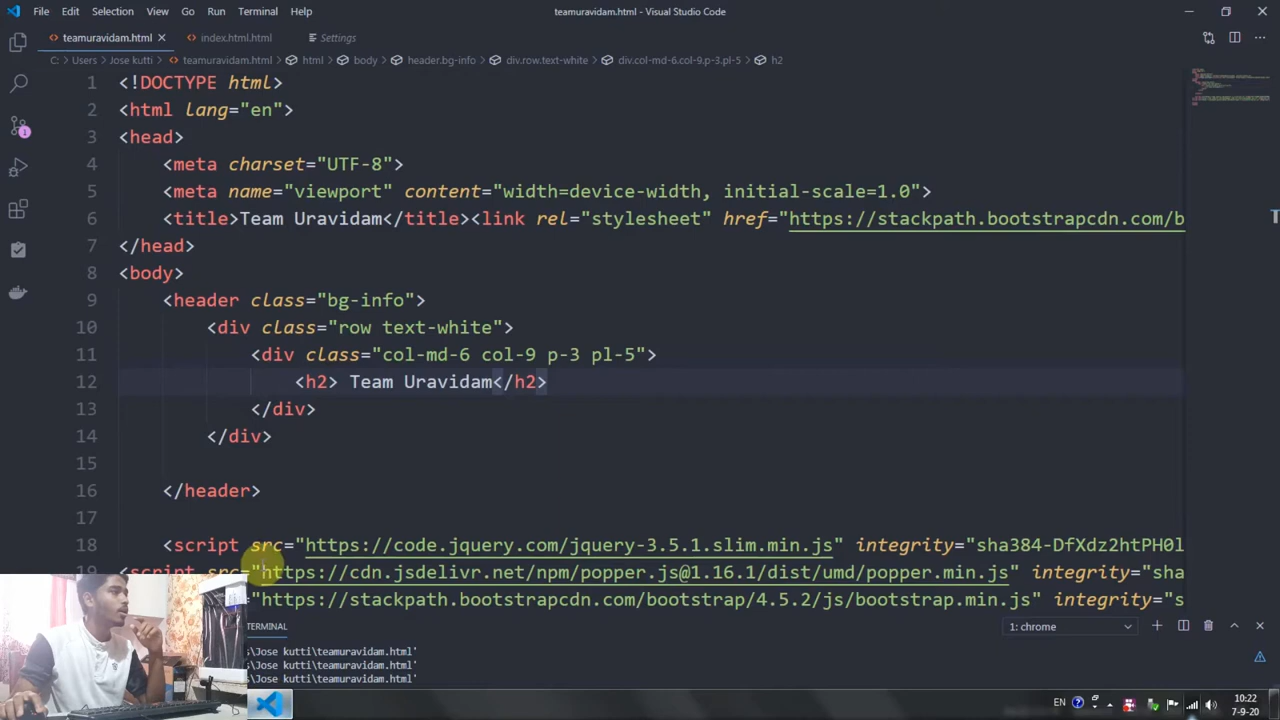 File Edit Selection View Go Run Terminal Help teamuravidam.html - Visual Studio Code
teamuravidam.html index.html.html Settings
C: > Users > Jose kutti > teamuravidam.html > html > body > header.bg-info > div.row.text-white > div.col-md-6.col-9.p-3.pl-5 > h2
1 <!DOCTYPE html>
2 <html lang="en">
3 <head>
4 <meta charset="UTF-8">
5 <meta name="viewport" content="width=device-width, initial-scale=1.0">
6 <title>Team Uravidam</title><link rel="stylesheet" href="https://stackpath.bootstrapcdn.com/b
7 </head>
8 <body>
9 <header class="bg-info">
10 <div class="row text-white">
11 <div class="col-md-6 col-9 p-3 pl-5">
12 <h2> Team Uravidam</h2>
13 </div>
14 </div>
15
16 </header>
17
18 <script src="https://code.jquery.com/jquery-3.5.1.slim.min.js" integrity="sha384-DfXdz2htPH0l
19 <script src="https://cdn.jsdelivr.net/npm/popper.js@1.16.1/dist/umd/popper.min.js" integrity="sha
"https://stackpath.bootstrapcdn.com/bootstrap/4.5.2/js/bootstrap.min.js" integrity="s
TERMINAL 1: chrome
s\Jose kutti\teamuravidam.html'
s\Jose kutti\teamuravidam.html'
s\Jose kutti\teamuravidam.html'
EN 10:22
7-9-20